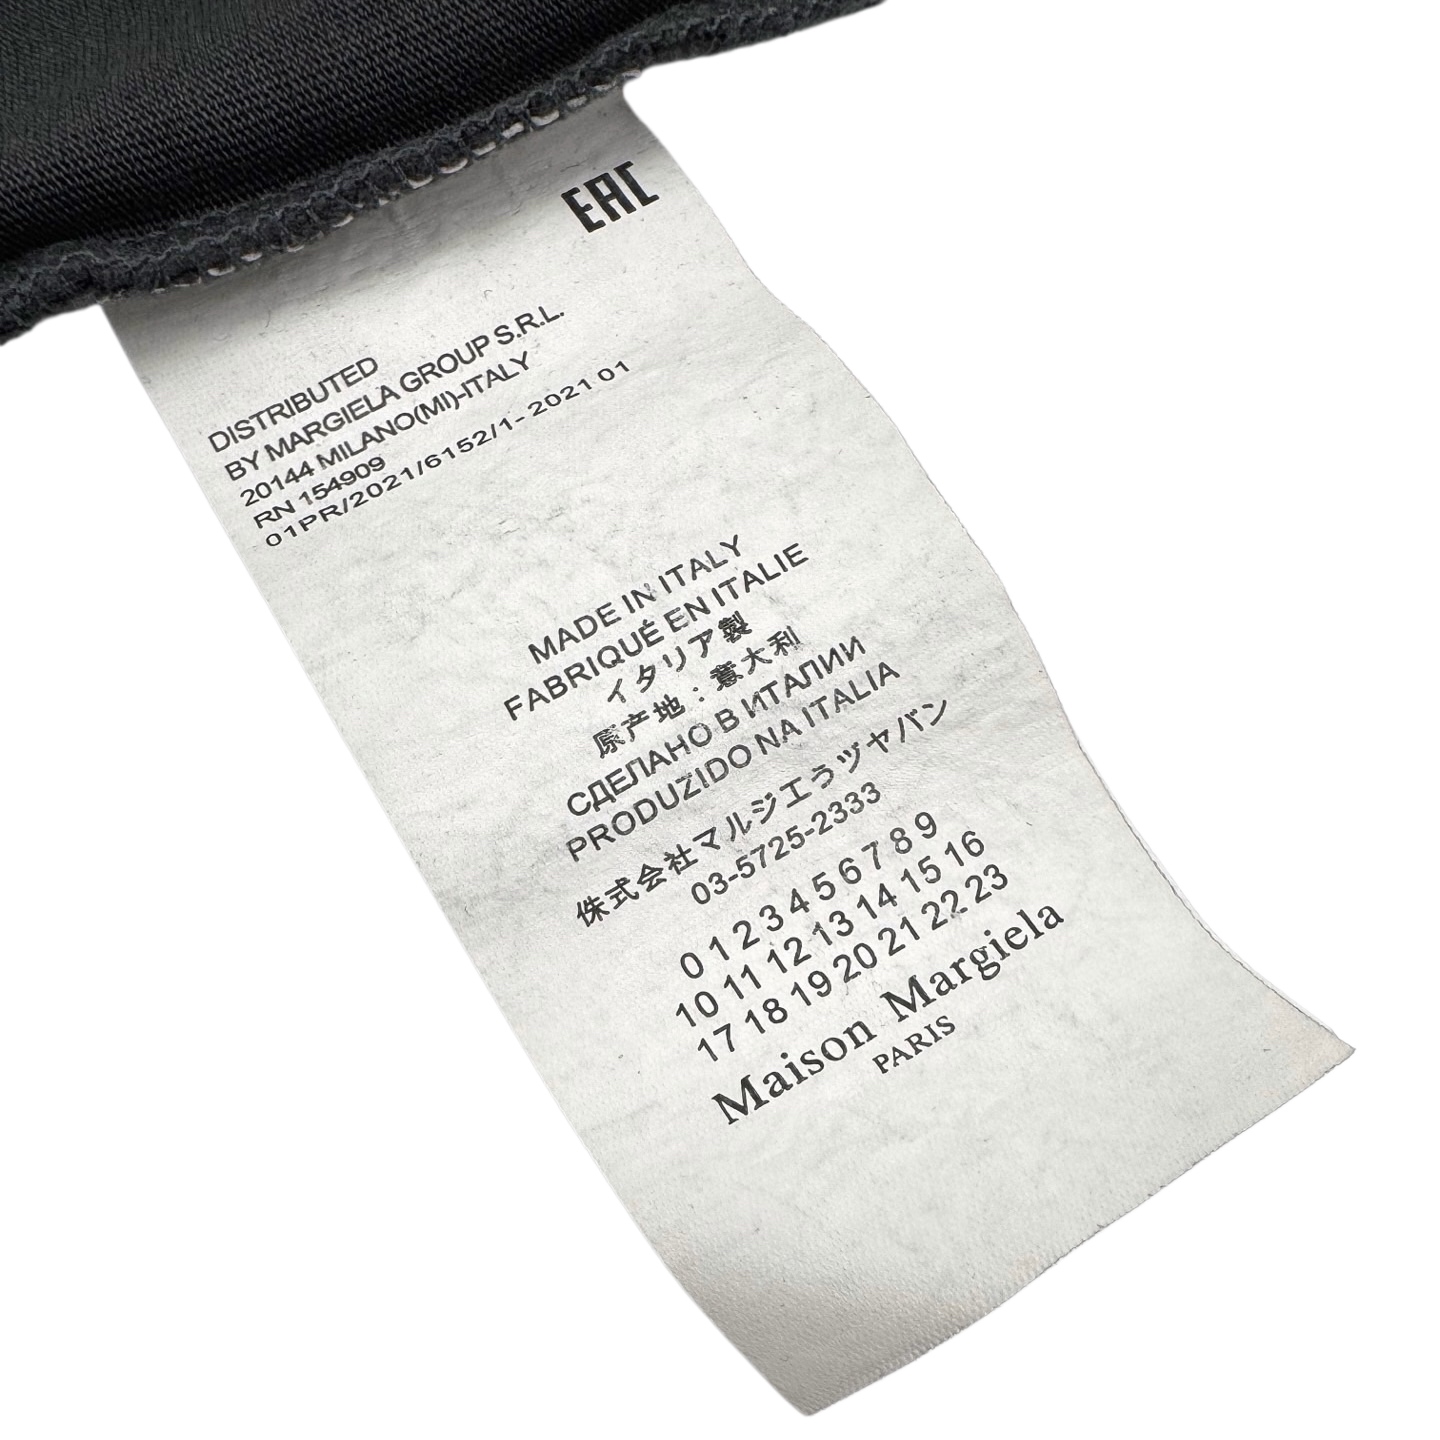 EAC
DISTRIBUTED
BY MARGIELA GROUP S.R.L.
20144 MILANO(MI)-ITALY
RN 154909
01PR/2021/6152/1- 2021 01
MADE IN ITALY
FABRIQUÉ EN ITALIE
イタリア製
原产地：意大利
СДЕЛАНО В ИТАЛИИ
PRODUZIDO NA ITALIA
株式会社マルジエラジャパン
03-5725-2333
0 1 2 3 4 5 6 7 8 9
10 11 12 13 14 15 16
17 18 19 20 21 22 23
Maison Margiela
PARIS